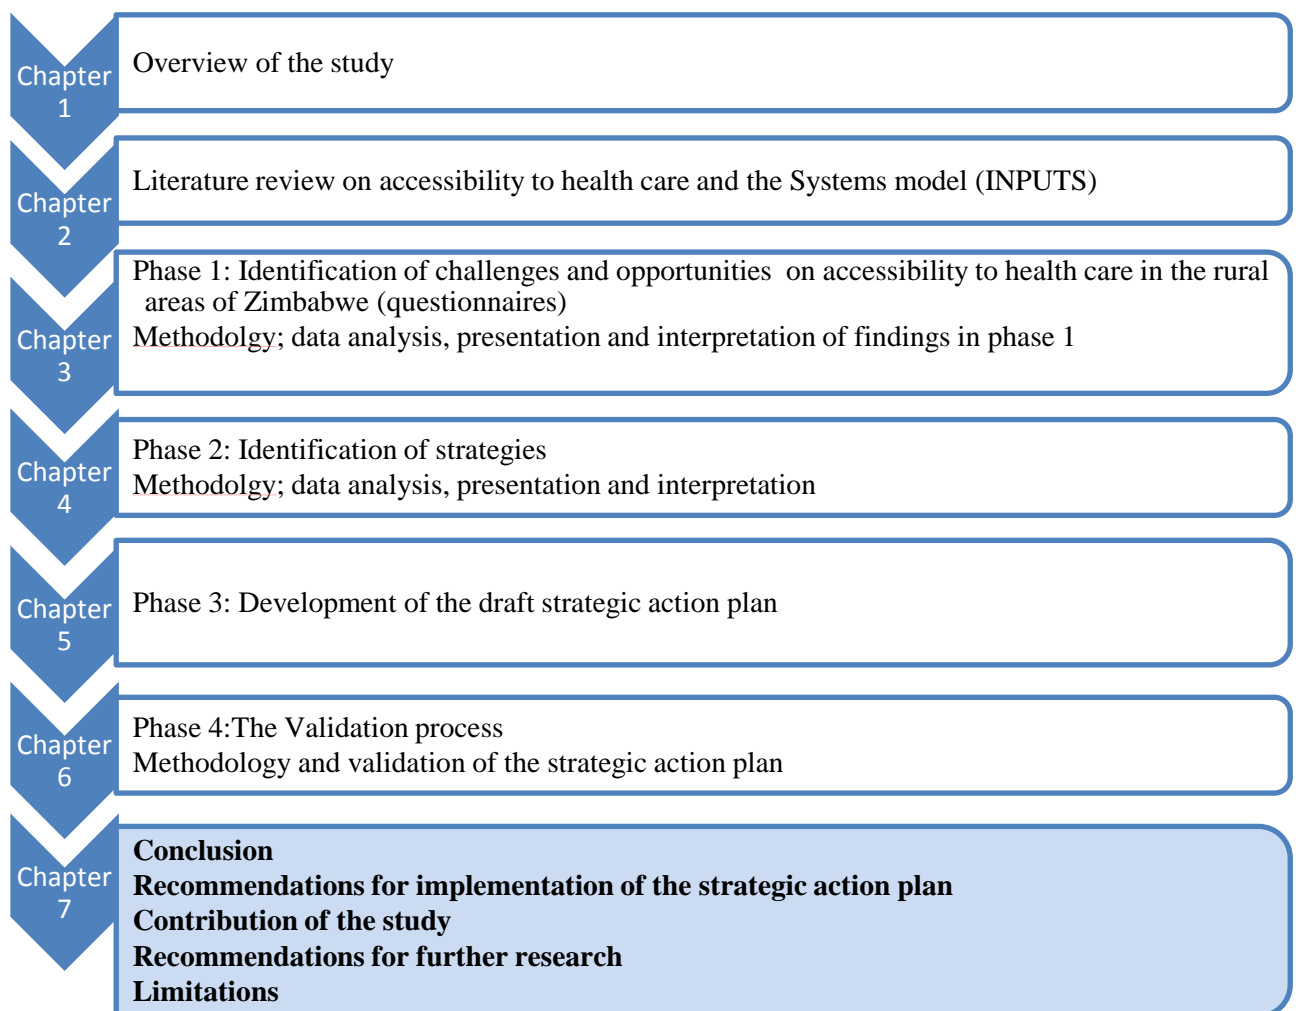 Chapter
1
Overview of the study
Chapter
2
Literature review on accessibility to health care and the Systems model (INPUTS)
Chapter
3
Phase 1: Identification of challenges and opportunities  on accessibility to health care in the rural
areas of Zimbabwe (questionnaires)
Methodolgy; data analysis, presentation and interpretation of findings in phase 1
Chapter
4
Phase 2: Identification of strategies
Methodolgy; data analysis, presentation and interpretation
Chapter
5
Phase 3: Development of the draft strategic action plan
Chapter
6
Phase 4:The Validation process
Methodology and validation of the strategic action plan
Chapter
7
Conclusion
Recommendations for implementation of the strategic action plan
Contribution of the study
Recommendations for further research
Limitations